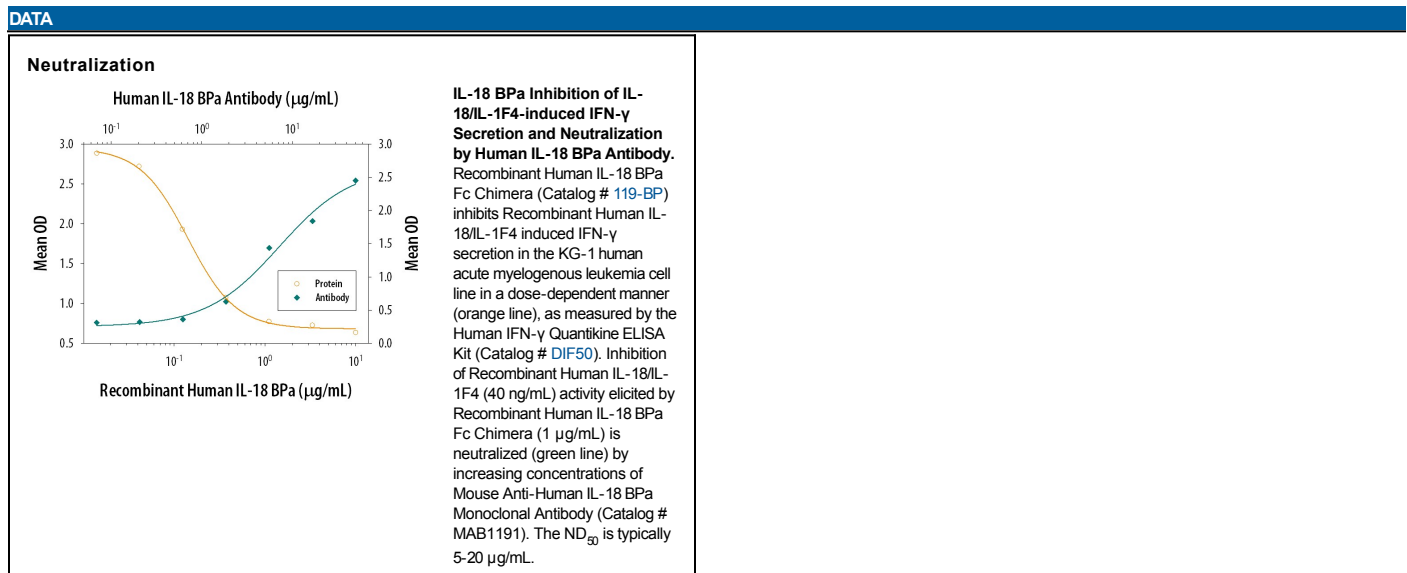 DATA
Neutralization
Human IL-18 BPa Antibody (µg/mL)
10-1 100 101
3.0 3.0
2.5 2.5
2.0 2.0
1.5 1.5
1.0 1.0
0.5 0.5
0.0
Mean OD
Mean OD
Protein
Antibody
10-1 100 101
Recombinant Human IL-18 BPa (µg/mL)
IL-18 BPa Inhibition of IL-
18/IL-1F4-induced IFN-γ
Secretion and Neutralization
by Human IL-18 BPa Antibody.
Recombinant Human IL-18 BPa
Fc Chimera (Catalog # 119-BP)
inhibits Recombinant Human IL-
18/IL-1F4 induced IFN-γ
secretion in the KG-1 human
acute myelogenous leukemia cell
line in a dose-dependent manner
(orange line), as measured by the
Human IFN-γ Quantikine ELISA
Kit (Catalog # DIF50). Inhibition
of Recombinant Human IL-18/IL-
1F4 (40 ng/mL) activity elicited by
Recombinant Human IL-18 BPa
Fc Chimera (1 µg/mL) is
neutralized (green line) by
increasing concentrations of
Mouse Anti-Human IL-18 BPa
Monoclonal Antibody (Catalog #
MAB1191). The ND50 is typically
5-20 µg/mL.